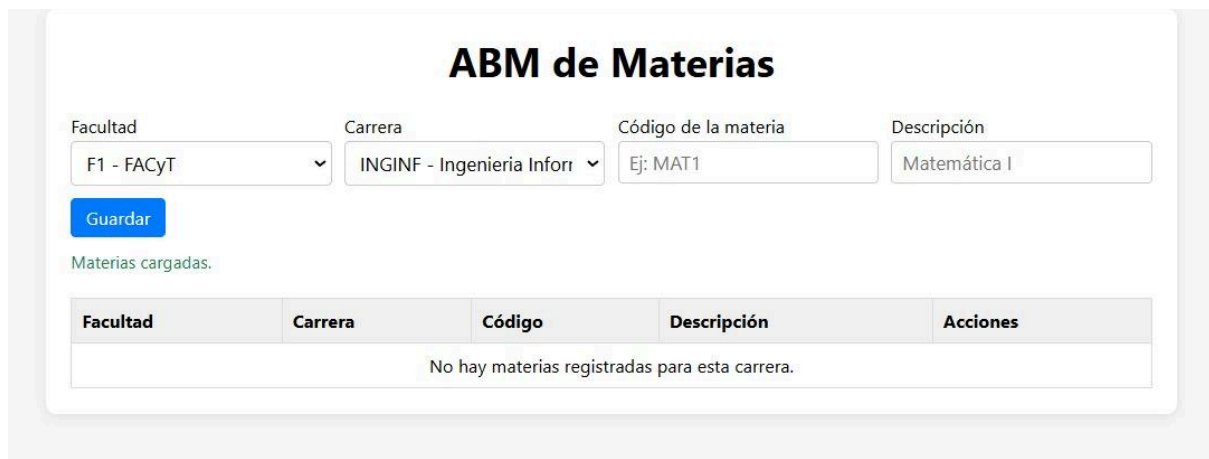 ABM de Materias
Facultad Carrera Código de la materia Descripción
F1 - FACyT INGINF - Ingenieria Infor Ej: MAT1 Matemática I
Guardar
Materias cargadas.
Facultad Carrera Código Descripción Acciones
No hay materias registradas para esta carrera.